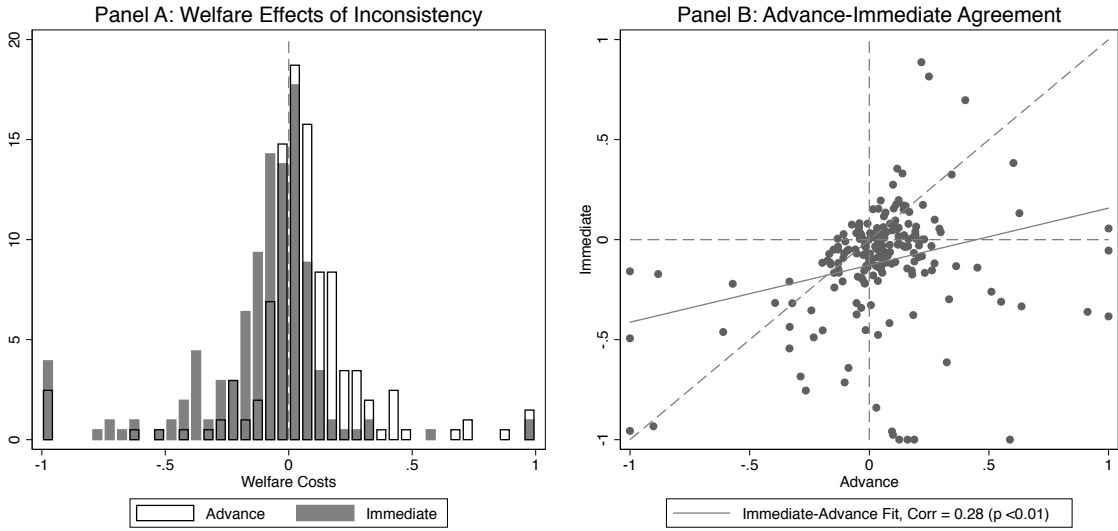 Panel A: Welfare Effects of Inconsistency
20
15
10
5
0
-1
-.5
0
.5
1
Welfare Costs
Advance
Immediate
Panel B: Advance-Immediate Agreement
1
.5
0
-.5
-1
Immediate
-1
-.5
0
.5
1
Advance
Immediate-Advance Fit, Corr = 0.28 (p <0.01)